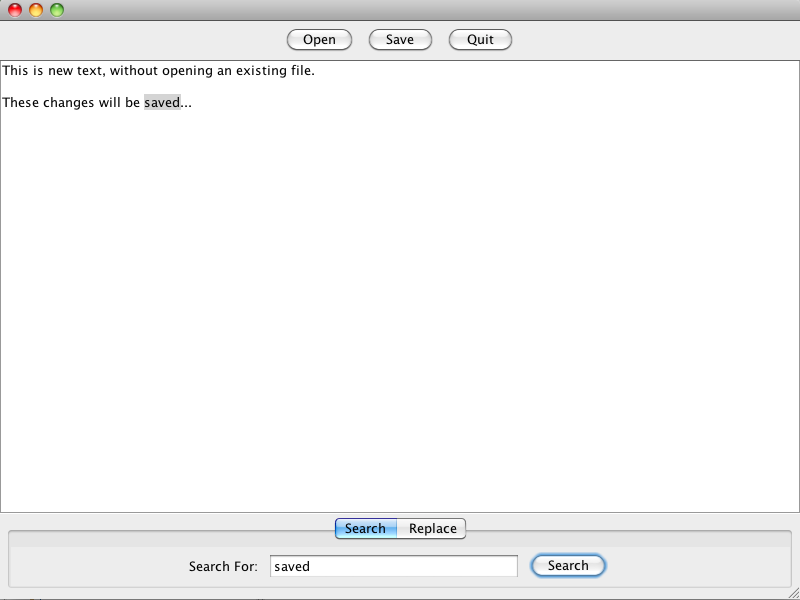 Open Save Quit
This is new text, without opening an existing file.
These changes will be saved...
Search Replace
Search For: saved Search